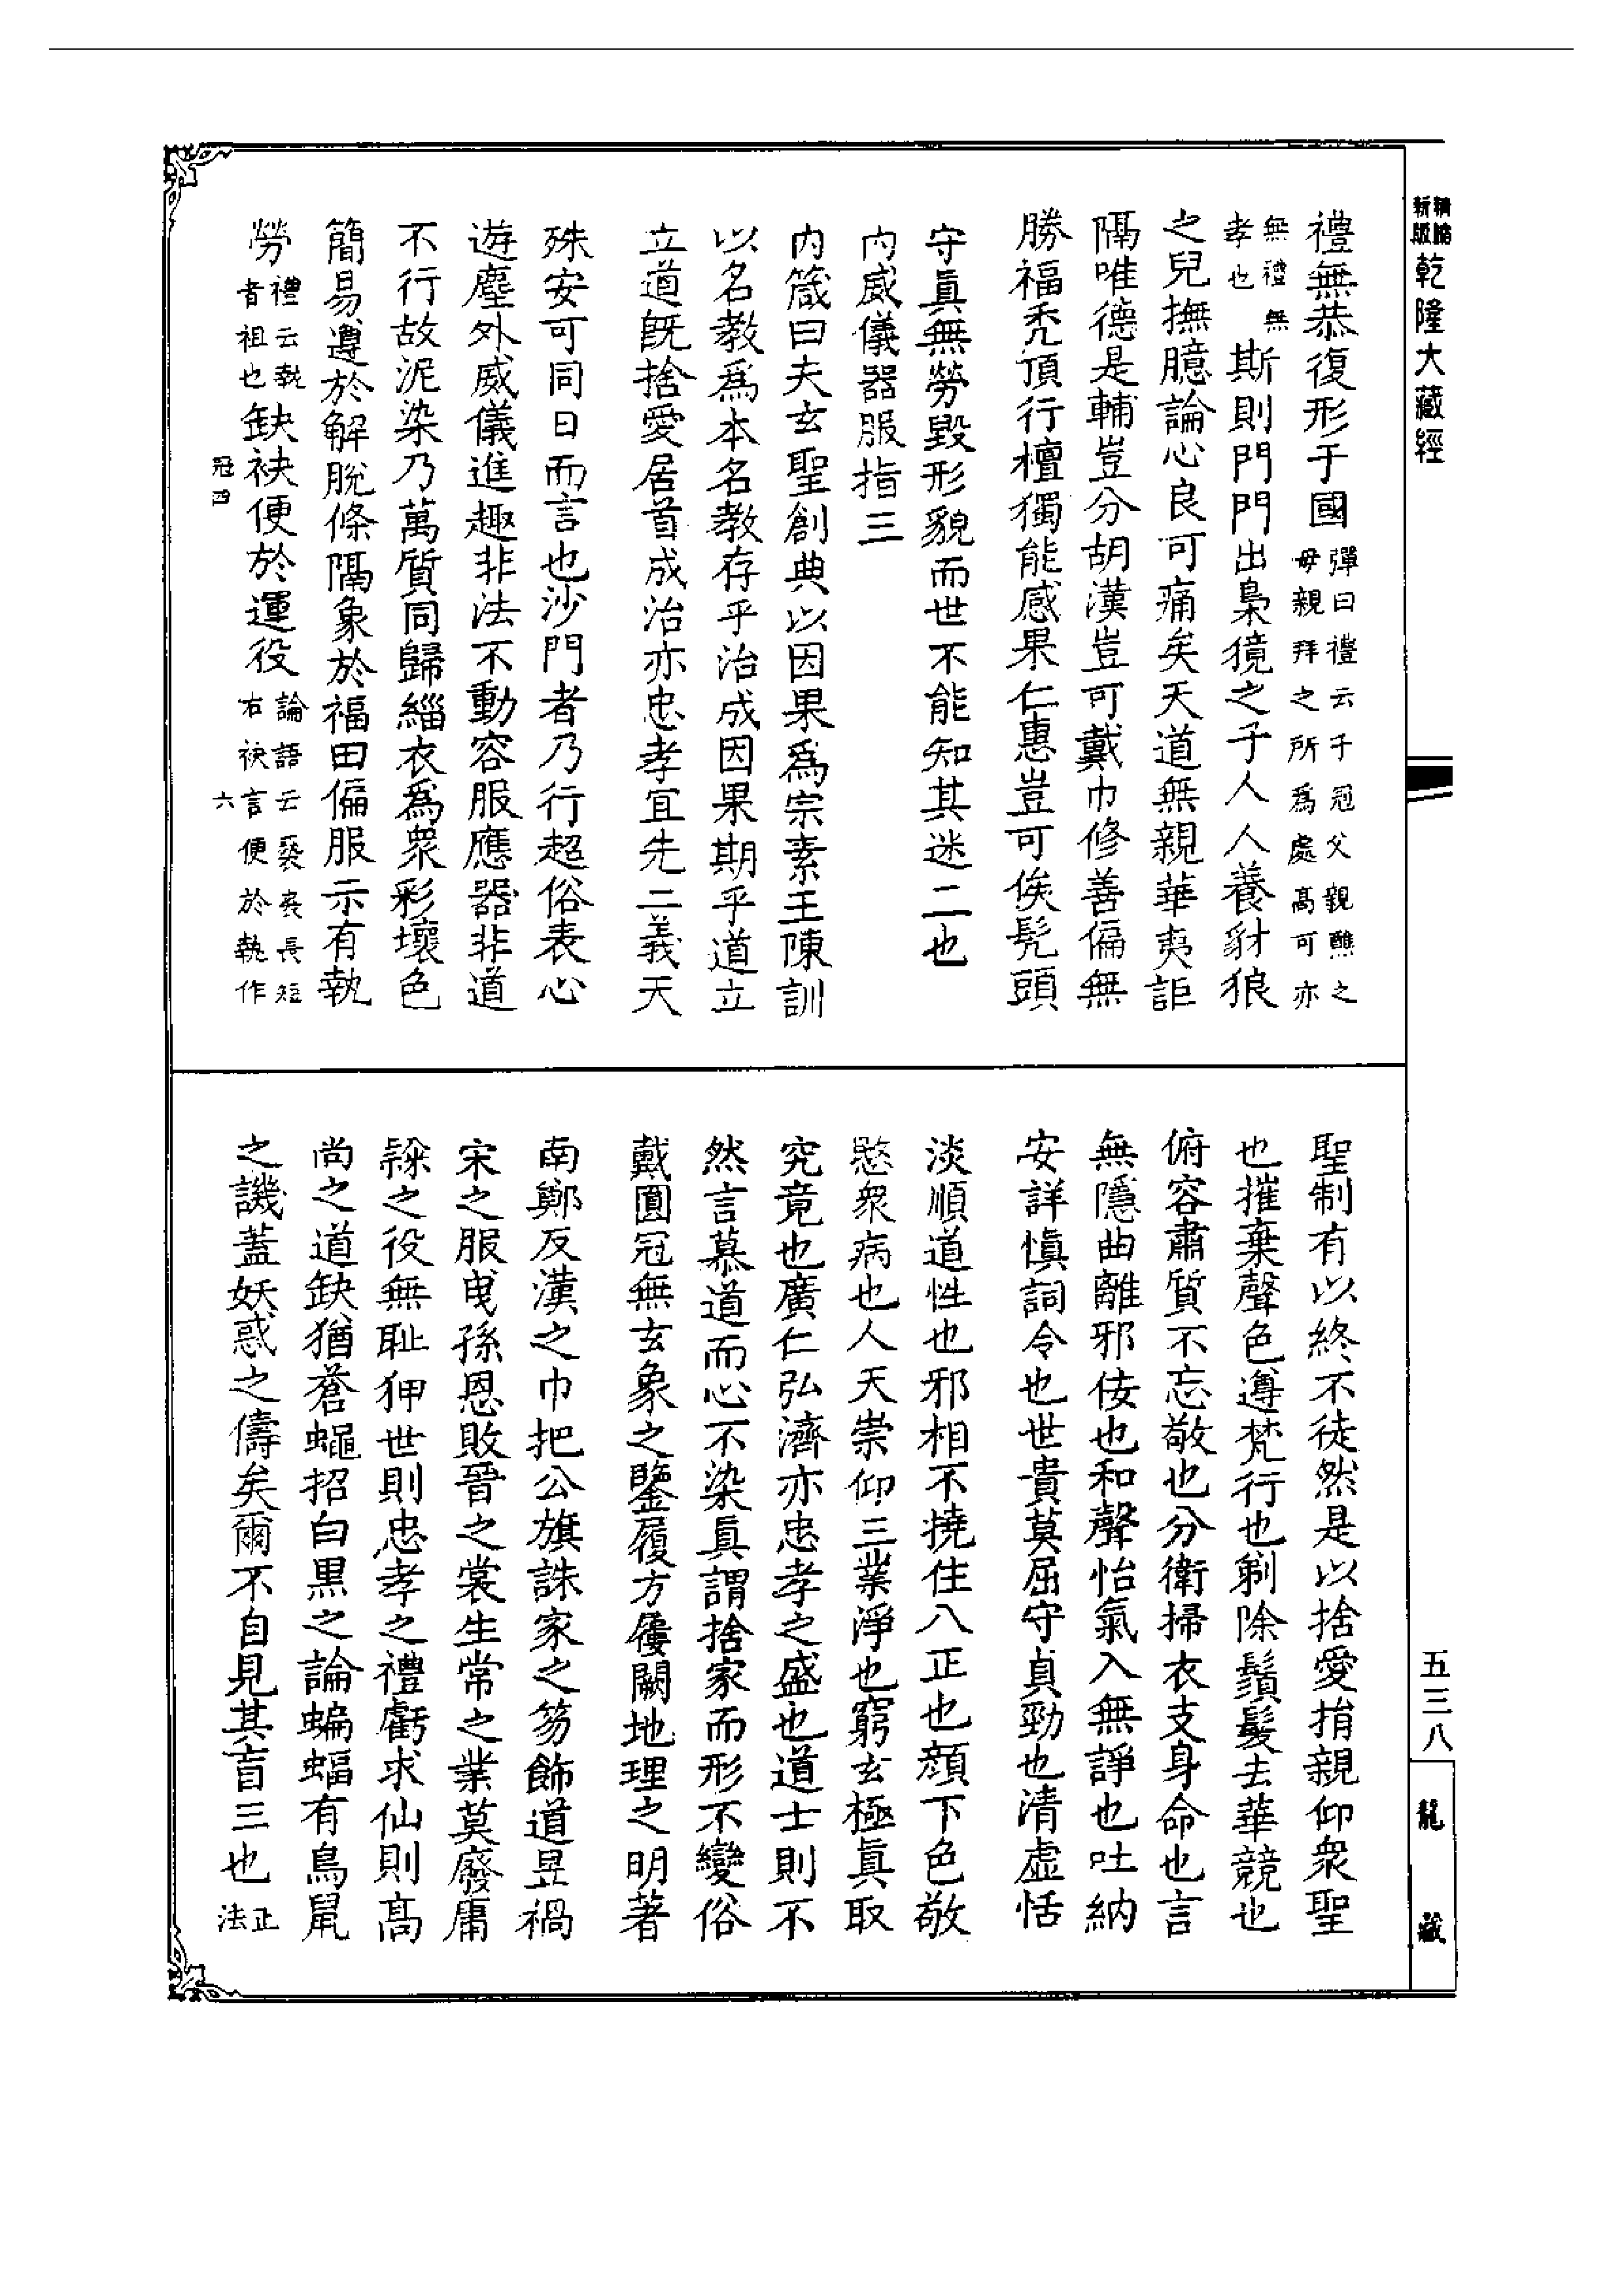 精縮新版乾隆大藏經
禮無恭復形于國彈曰禮云子冠父親醮之母親拜之所爲處高可亦
無禮無孝也斯則門門出梟獍之子人人養豺狼
之兒撫臆論心良可痛矣天道無親華夷詎
隔唯德是輔豈分胡漢豈可戴巾修善偏無
勝福禿頂行檀獨能感果仁惠豈可俟髠頭
守眞無勞毀形貌而世不能知其迷二也
內威儀器服指三
內箴曰夫玄聖創典以因果爲宗素王陳訓
以名教爲本名教存乎治成因果期乎道立
立道旣捨愛居首成治亦忠孝宜先二義天
殊安可同日而言也沙門者乃行超俗表心
遊塵外威儀進趣非法不動容服應器非道
不行故泥染乃萬質同歸緇衣爲衆彩壞色
簡易遵於解脫條隔象於福田偏服示有執
勞禮云執者袒也缺袂便於運役論語云褻裘長短右袂言便於執作
冠四 六
聖制有以終不徒然是以捨愛捐親仰衆聖
也摧棄聲色遵梵行也剃除鬚髮去華競也
俯容肅質不忘敬也分衛掃衣支身命也言
無隱曲離邪佞也和聲怡氣入無諍也吐納
安詳愼詞令也世貴莫屈守貞勁也清虛恬
淡順道性也邪相不撓住八正也顏下色敬
愍衆病也人天崇仰三業淨也窮玄極眞取
究竟也廣仁弘濟亦忠孝之盛也道士則不
然言慕道而心不染眞謂捨家而形不變俗
戴圓冠無玄象之鑒履方屨闕地理之明著
南鄭反漢之巾把公旗誅家之笏飾道昱禍
宋之服曳孫恩敗晉之裳生常之業莫廢庸
隸之役無恥狎世則忠孝之禮虧求仙則高
尚之道缺猶蒼蠅招白黑之論蝙蝠有鳥鼠
之譏蓋妖惑之儔矣爾不自見其盲三也正法
五三八
龍藏